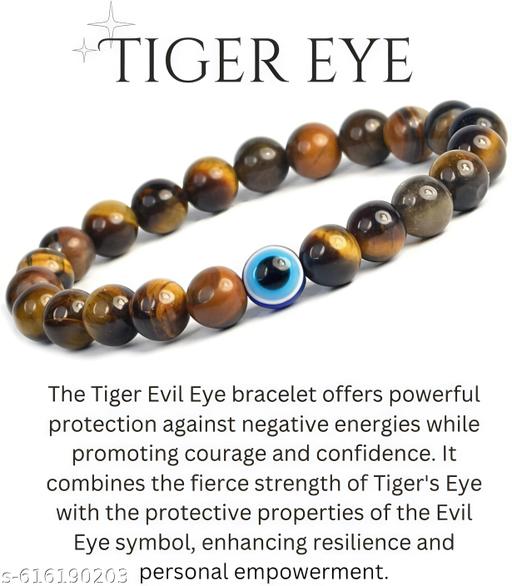 TIGER EYE
The Tiger Evil Eye bracelet offers powerful
protection against negative energies while
promoting courage and confidence. It
combines the fierce strength of Tiger's Eye
with the protective properties of the Evil
Eye symbol, enhancing resilience and
personal empowerment.
s-616190203